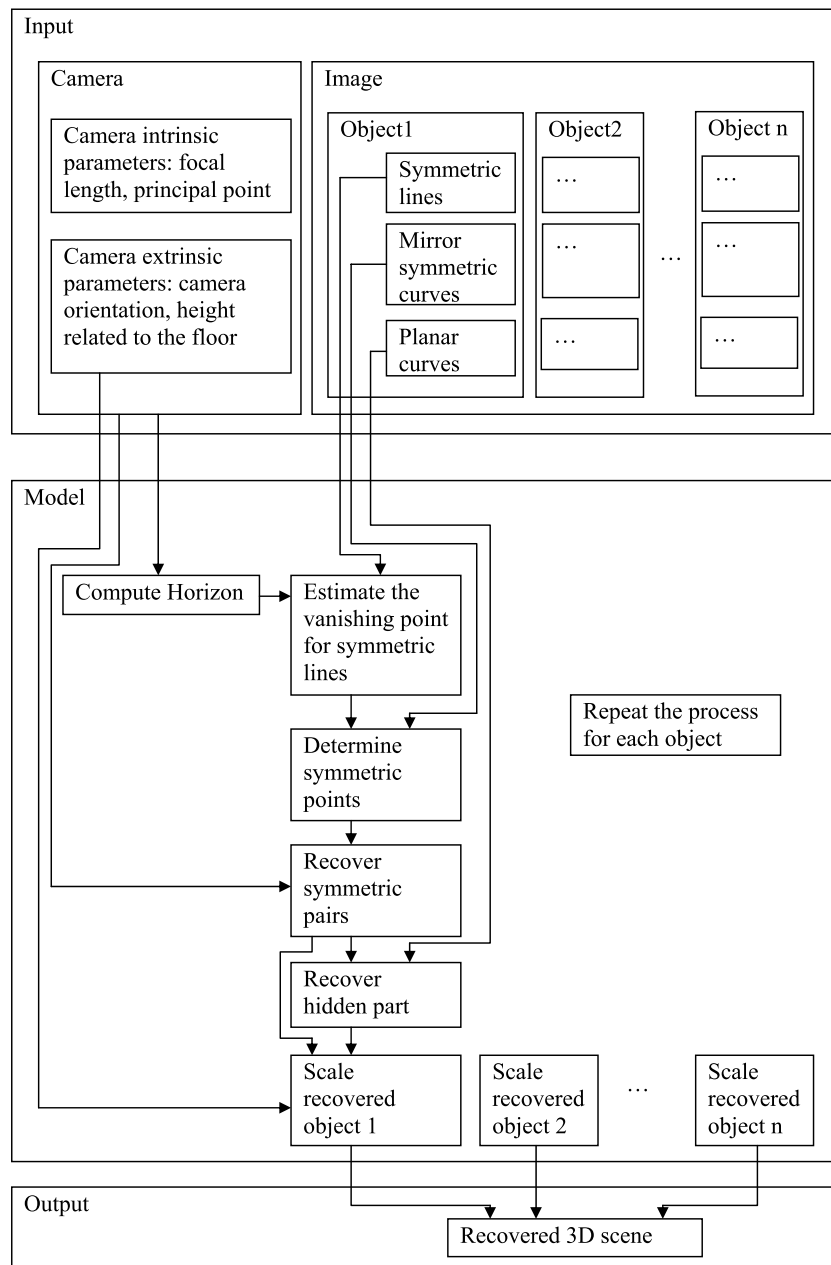 Input
Camera
Camera intrinsic
parameters: focal
length, principal point
Camera extrinsic
parameters: camera
orientation, height
related to the floor
Image
Object1
Symmetric
lines
Mirror
symmetric
curves
Planar
curves
Object2
…
…
…
…
Object n
…
…
…
Model
Compute Horizon
Estimate the
vanishing point
for symmetric
lines
Determine
symmetric
points
Recover
symmetric
pairs
Recover
hidden part
Repeat the process
for each object
Scale
recovered
object 1
Scale
recovered
object 2
…
Scale
recovered
object n
Output
Recovered 3D scene